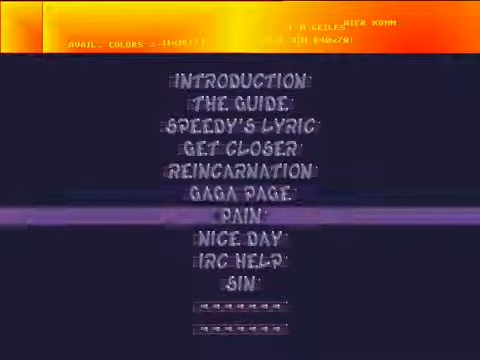 HIER KOMM
GEILES
AVAIL. COLORS =
INTRODUCTION
THE GUIDE
SPEEDY'S LYRIC
GET CLOSER
REINCARNATION
GAGA PAGE
PAIN
NICE DAY
IRC HELP
SIN